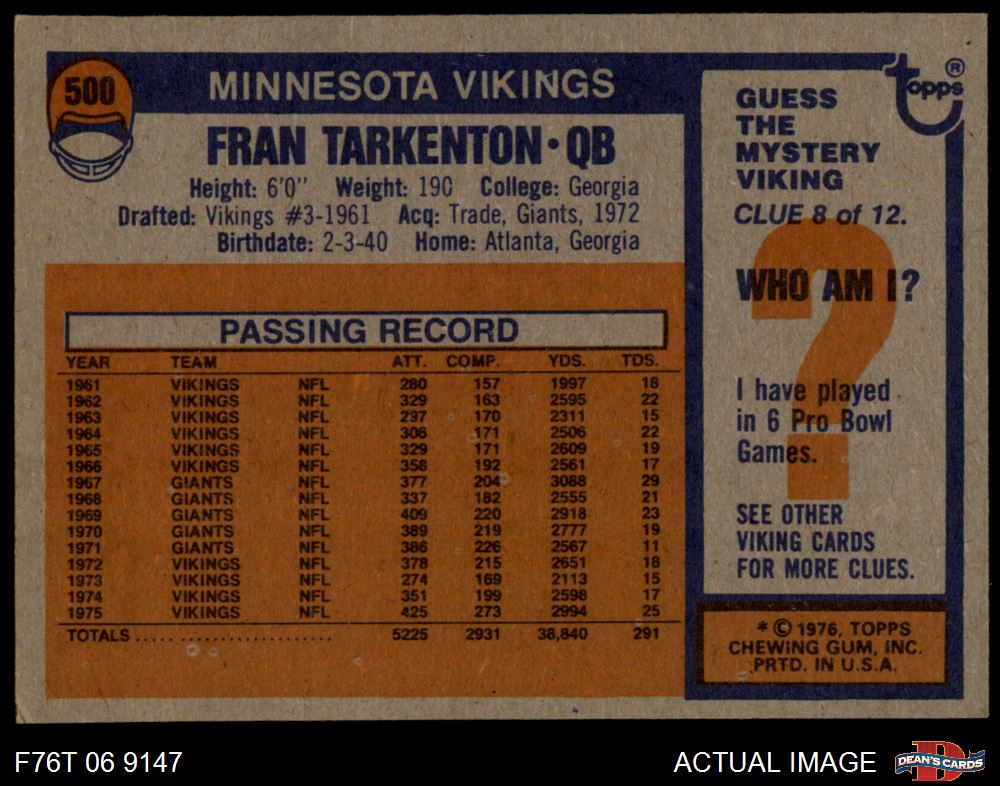 500
MINNESOTA VIKINGS
FRAN TARKENTON • QB
Height: 6'0" Weight: 190 College: Georgia
Drafted: Vikings #3-1961 Acq: Trade, Giants, 1972
Birthdate: 2-3-40 Home: Atlanta, Georgia
PASSING RECORD
YEAR TEAM ATT. COMP. YDS. TDS.
1961 VIKINGS NFL 280 157 1997 18
1962 VIKINGS NFL 329 163 2595 22
1963 VIKINGS NFL 297 170 2311 15
1964 VIKINGS NFL 306 171 2506 22
1965 VIKINGS NFL 329 171 2609 19
1966 VIKINGS NFL 358 192 2561 17
1967 GIANTS NFL 377 204 3088 29
1968 GIANTS NFL 337 182 2555 21
1969 GIANTS NFL 409 220 2918 23
1970 GIANTS NFL 389 219 2777 19
1971 GIANTS NFL 386 226 2567 11
1972 VIKINGS NFL 378 215 2651 18
1973 VIKINGS NFL 274 169 2113 15
1974 VIKINGS NFL 351 199 2598 17
1975 VIKINGS NFL 425 273 2994 25
TOTALS..... ...................... 5225 2931 38,840 291
topps ®
GUESS
THE
MYSTERY
VIKING
CLUE 8 of 12.
?
WHO AM I?
I have played
in 6 Pro Bowl
Games.
SEE OTHER
VIKING CARDS
FOR MORE CLUES.
* © 1976, TOPPS
CHEWING GUM, INC.
PRTD. IN U.S.A.
F76T 06 9147
ACTUAL IMAGE
D
DEAN'S CARDS